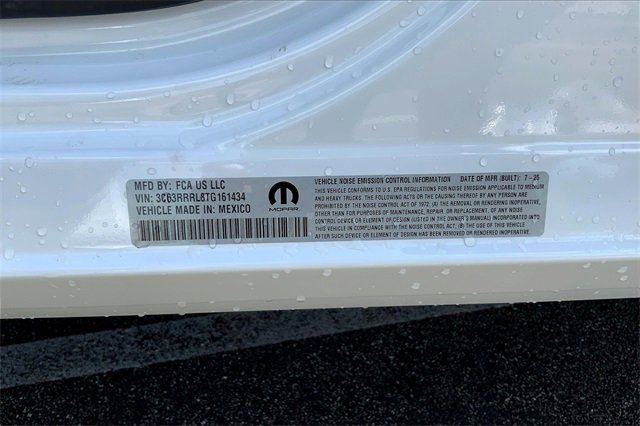 MFD BY: FCA US LLC
VIN: 3C63RRRL6TG161434
VEHICLE MADE IN: MEXICO
MOPAR
VEHICLE NOISE EMISSION CONTROL INFORMATION DATE OF MFR (BUILT): 7-25
THIS VEHICLE CONFORMS TO U.S. EPA REGULATIONS FOR NOISE EMISSION APPLICABLE TO MEDIUM
AND HEAVY TRUCKS. THE FOLLOWING ACTS OR THE CAUSING THEREOF BY ANY PERSON
ARE PROHIBITED BY THE NOISE CONTROL ACT OF 1972: (A) THE REMOVAL OR RENDERING INOPERATIVE,
OTHER THAN FOR PURPOSES OF MAINTENANCE, REPAIR, OR REPLACEMENT, OF ANY NOISE
CONTROL DEVICE OR ELEMENT OF DESIGN (LISTED IN THE OWNER'S MANUAL) INCORPORATED INTO
THIS VEHICLE IN COMPLIANCE WITH THE NOISE CONTROL ACT; (B) THE USE OF THIS VEHICLE AFTER
SUCH DEVICE OR ELEMENT OF DESIGN HAS BEEN REMOVED OR RENDERED INOPERATIVE.